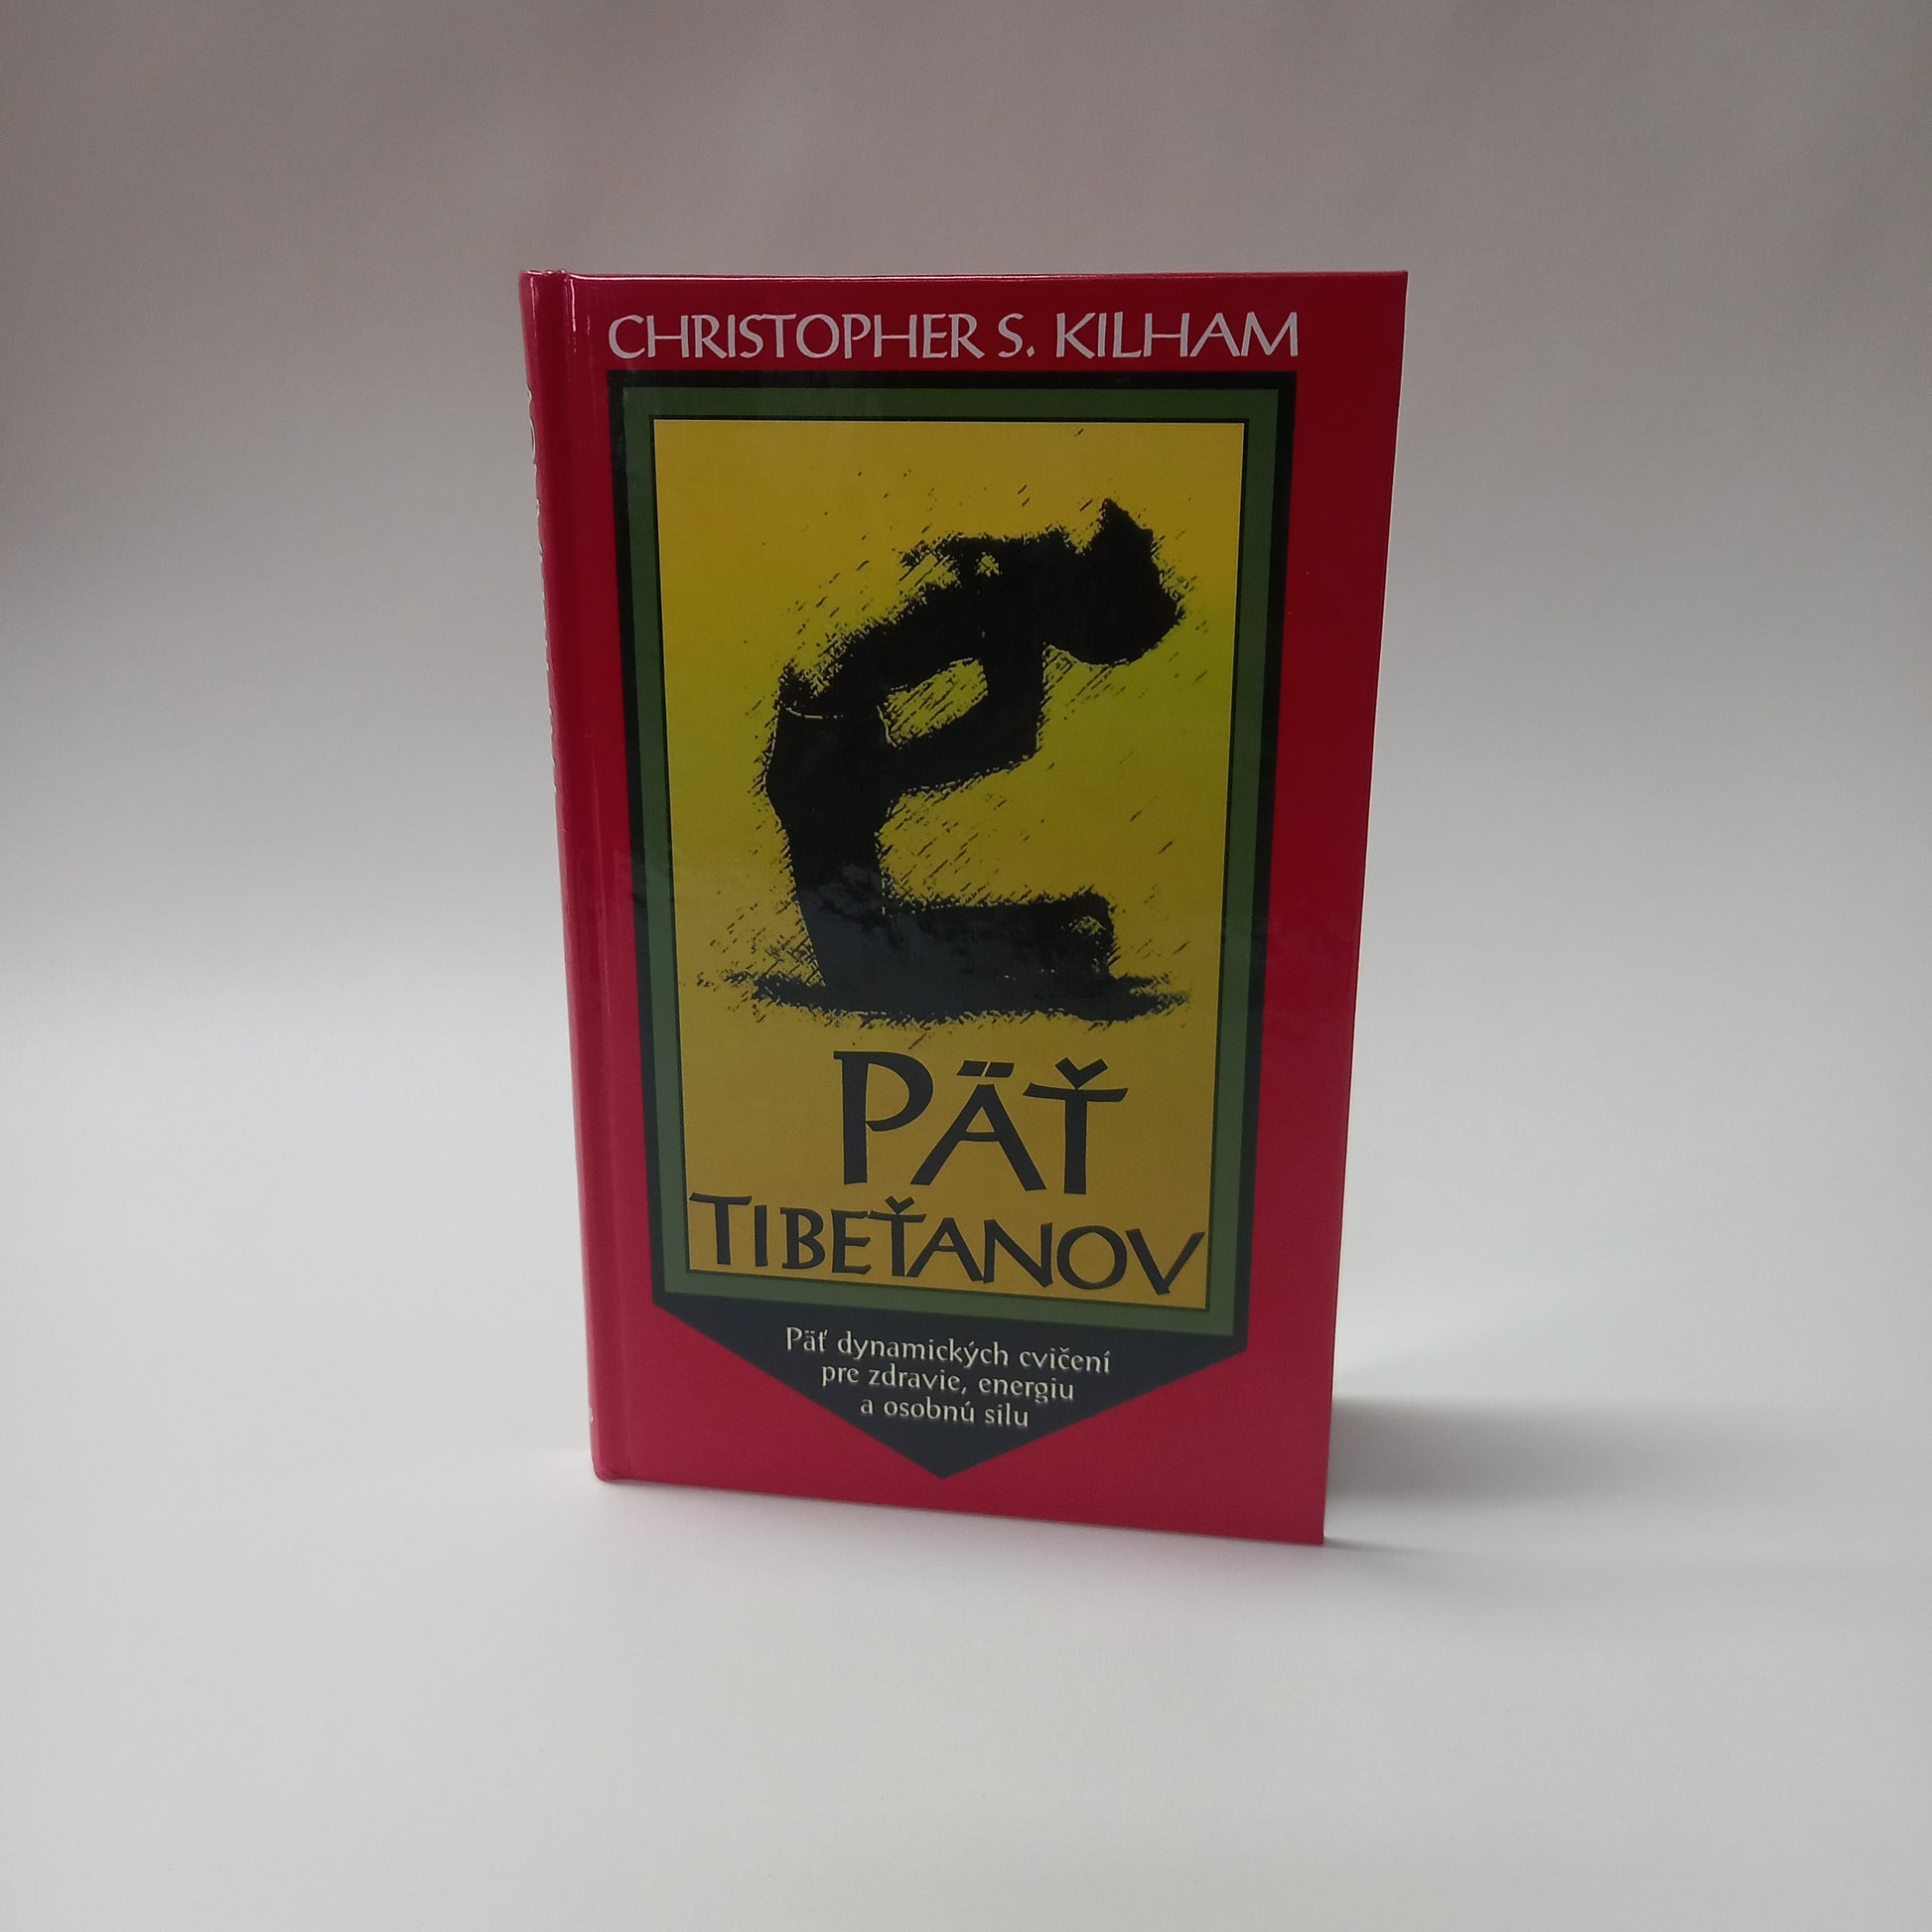 CHRISTOPHER S. KILHAM
PÄŤ
TIBEŤANOV
Päť dynamických cvičení
pre zdravie, energiu
a osobnú silu